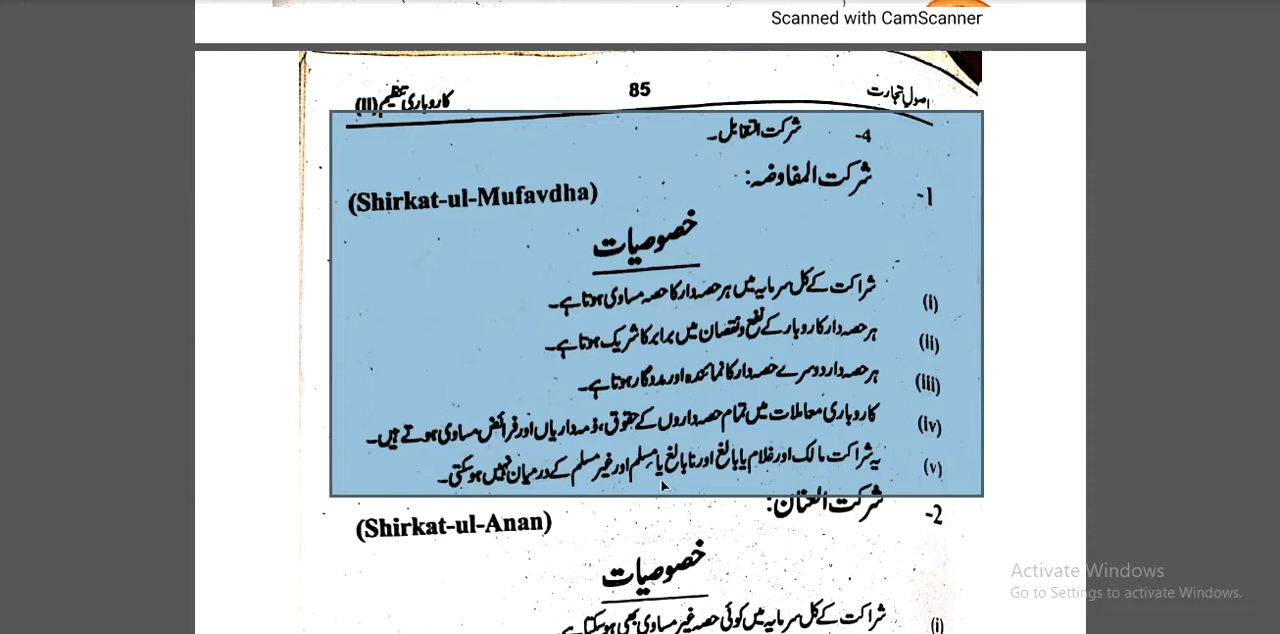 Scanned with CamScanner
اصول تجارت 85 کاروباری تنظیم (II)
4- شرکت التقابل۔
1- شرکت المفاوضہ: (Shirkat-ul-Mufavdha)
خصوصیات
(i) شراکت کے کل سرمایہ میں ہر حصہ دار کا حصہ مساوی ہوتا ہے۔
(ii) ہر حصہ دار کاروبار کے نفع و نقصان میں برابر کا شریک ہوتا ہے۔
(iii) ہر حصہ دار دوسرے حصہ دار کا نمائندہ اور مددگار ہوتا ہے۔
(iv) کاروباری معاملات میں تمام حصہ داروں کے حقوق، ذمہ داریاں اور فرائض مساوی ہوتے ہیں۔
(v) یہ شراکت مالک اور غلام یا بالغ اور نابالغ یا مسلم اور غیر مسلم کے درمیان نہیں ہو سکتی۔
2- شرکت العنان: (Shirkat-ul-Anan)
خصوصیات
(i) شراکت کے کل سرمایہ میں کوئی حصہ غیر مساوی بھی ہو سکتا ہے
Activate Windows
Go to Settings to activate Windows.